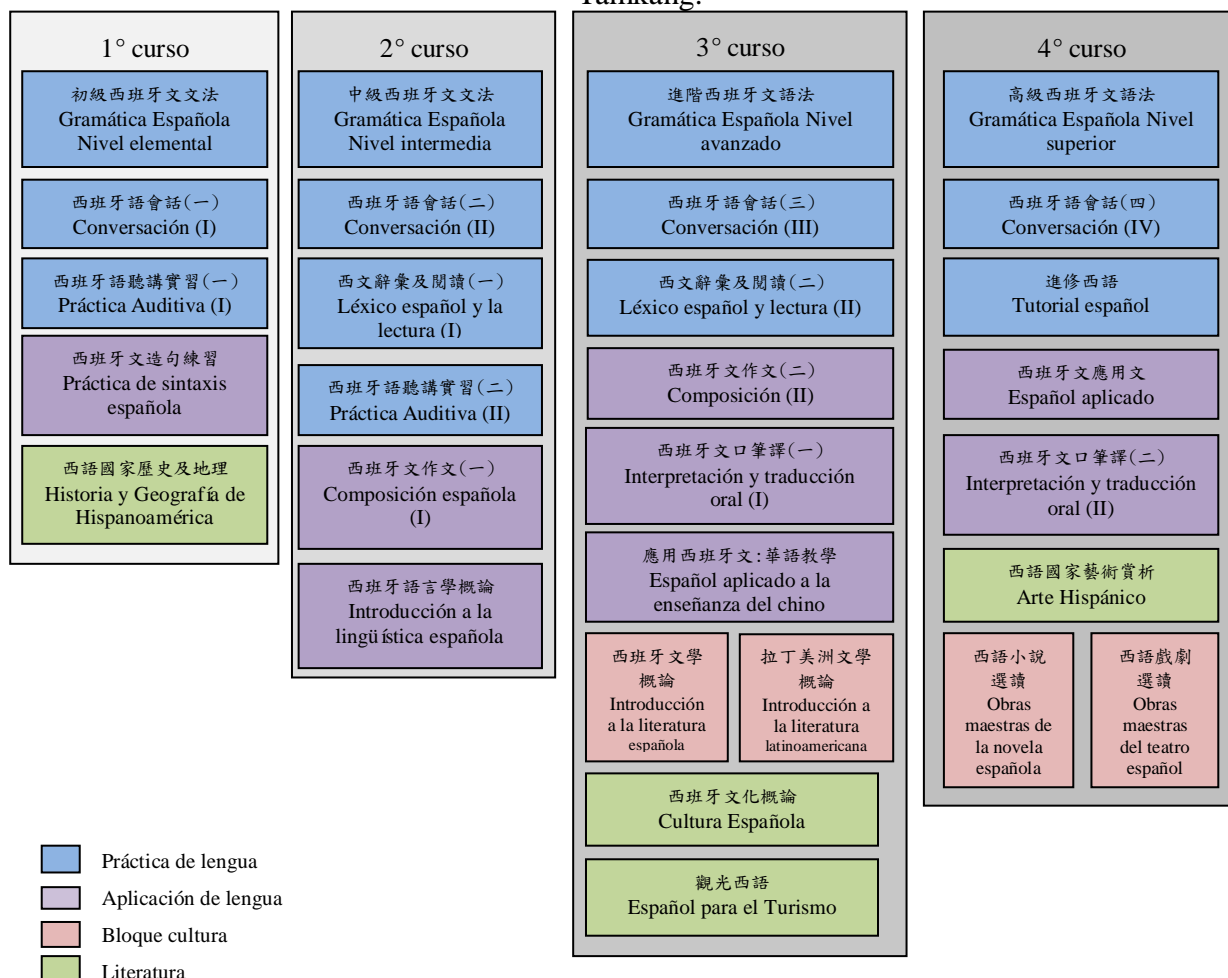 Tamkang.
1° curso
初級西班牙文文法
Gramática Española
Nivel elemental
西班牙語會話(一)
Conversación (I)
西班牙語聽講實習(一)
Práctica Auditiva (I)
西班牙文造句練習
Práctica de sintaxis
española
西語國家歷史及地理
Historia y Geografía de
Hispanoamérica
2° curso
中級西班牙文文法
Gramática Española
Nivel intermedia
西班牙語會話(二)
Conversación (II)
西文辭彙及閱讀(一)
Léxico español y la
lectura (I)
西班牙語聽講實習(二)
Práctica Auditiva (II)
西班牙文作文(一)
Composición española
(I)
西班牙語言學概論
Introducción a la
lingüística española
3° curso
進階西班牙文語法
Gramática Española Nivel
avanzado
西班牙語會話(三)
Conversación (III)
西文辭彙及閱讀(二)
Léxico español y lectura (II)
西班牙文作文(二)
Composición (II)
西班牙文口筆譯(一)
Interpretación y traducción
oral (I)
應用西班牙文:華語教學
Español aplicado a la
enseñanza del chino
西班牙文學
概論
Introducción
a la literatura
española
拉丁美洲文學
概論
Introducción a
la literatura
latinoamericana
西班牙文化概論
Cultura Española
觀光西語
Español para el Turismo
4° curso
高級西班牙文語法
Gramática Española Nivel
superior
西班牙語會話(四)
Conversación (IV)
進修西語
Tutorial español
西班牙文應用文
Español aplicado
西班牙文口筆譯(二)
Interpretación y traducción
oral (II)
西語國家藝術賞析
Arte Hispánico
西語小說
選讀
Obras
maestras de
la novela
española
西語戲劇
選讀
Obras
maestras
del teatro
español
Práctica de lengua
Aplicación de lengua
Bloque cultura
Literatura